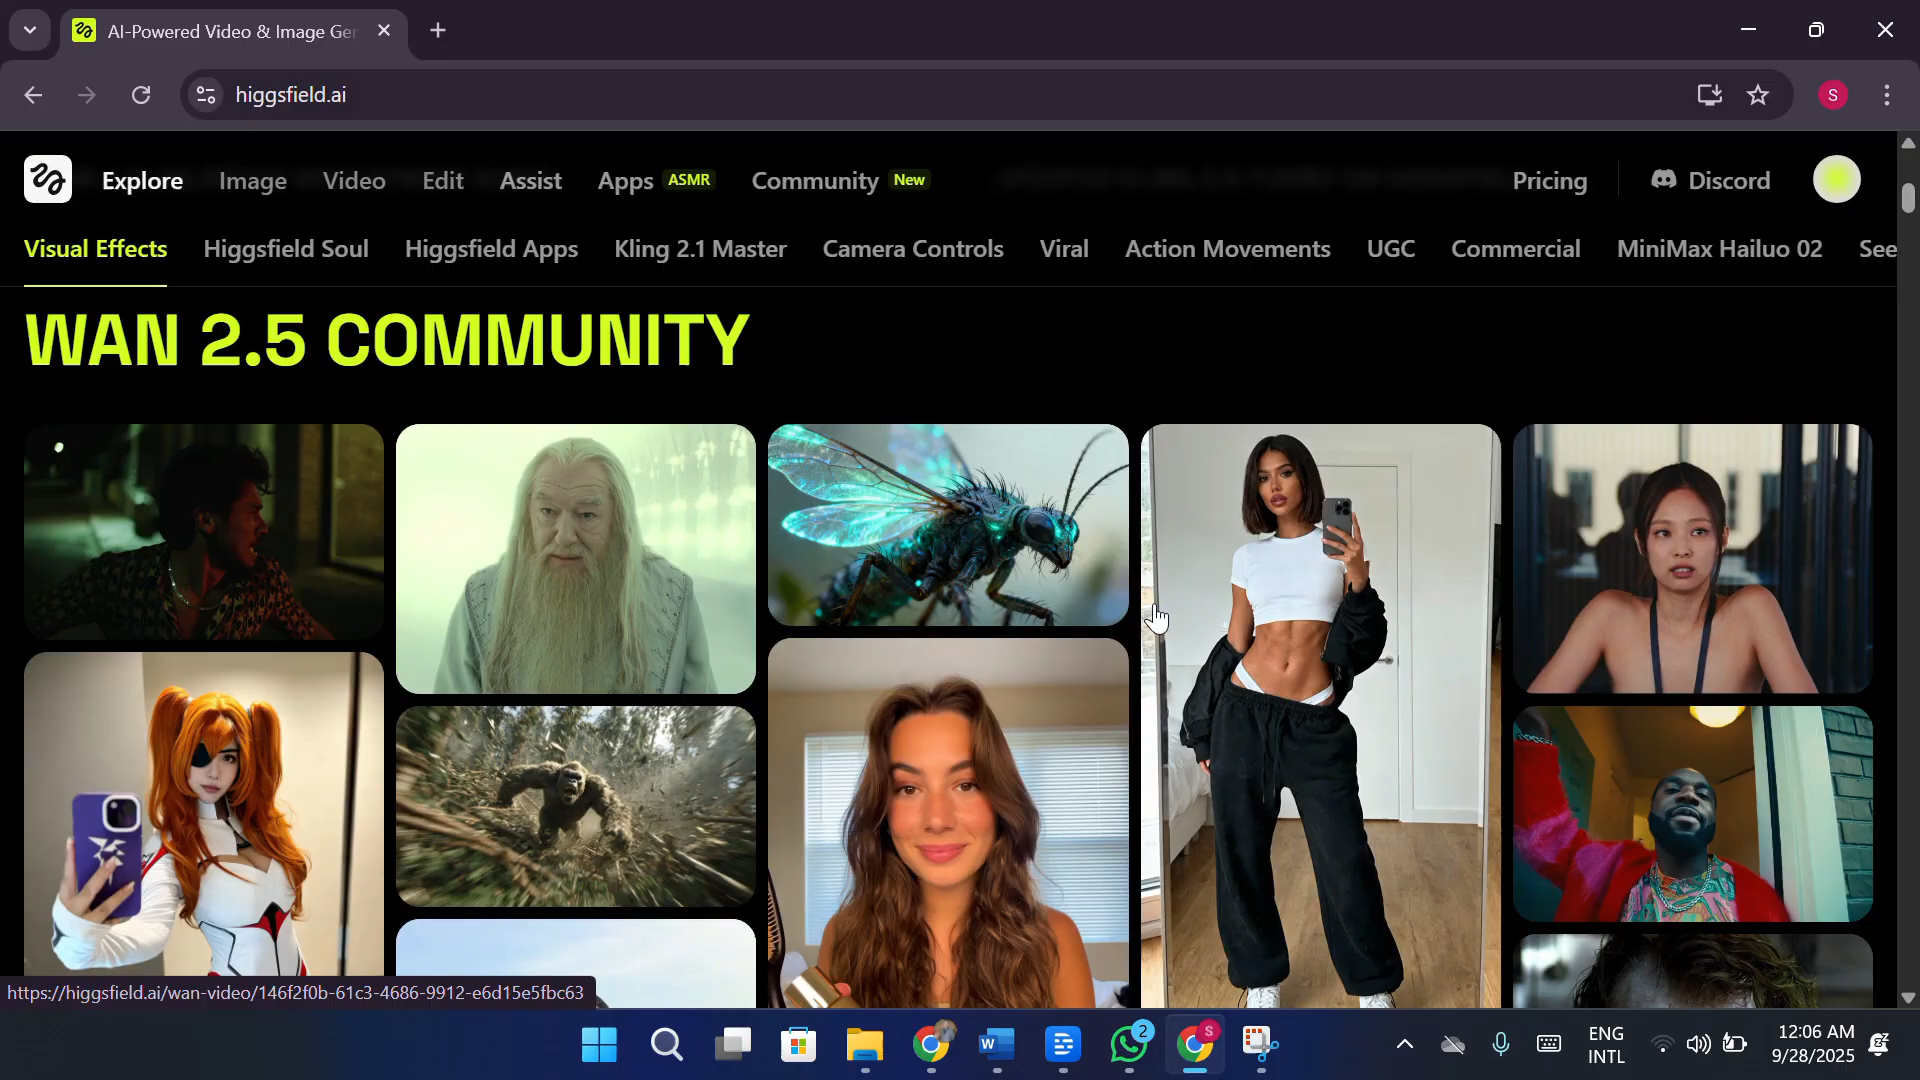 AI-Powered Video & Image Ger
higgsfield.ai
S
Explore Image Video Edit Assist Apps ASMR Community New Pricing Discord
Visual Effects Higgsfield Soul Higgsfield Apps Kling 2.1 Master Camera Controls Viral Action Movements UGC Commercial MiniMax Hailuo 02 See
WAN 2.5 COMMUNITY
https://higgsfield.ai/wan-video/146f2f0b-61c3-4686-9912-e6d15e5fbc63
W
2
S
ENG
INTL
12:06 AM
9/28/2025